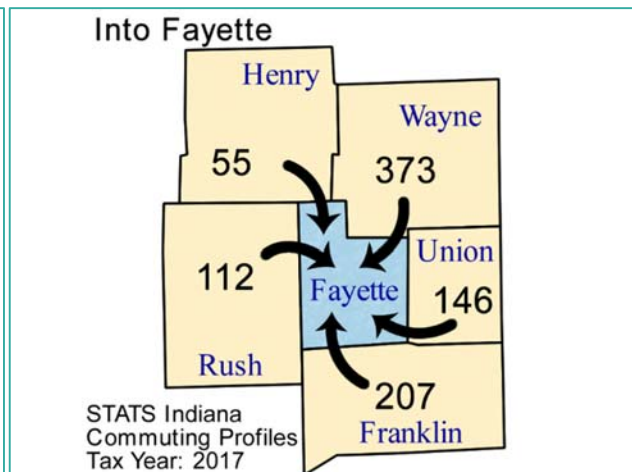 Into Fayette
Henry
55
Wayne
373
Union
146
112
Fayette
Rush
207
Franklin
STATS Indiana
Commuting Profiles
Tax Year: 2017